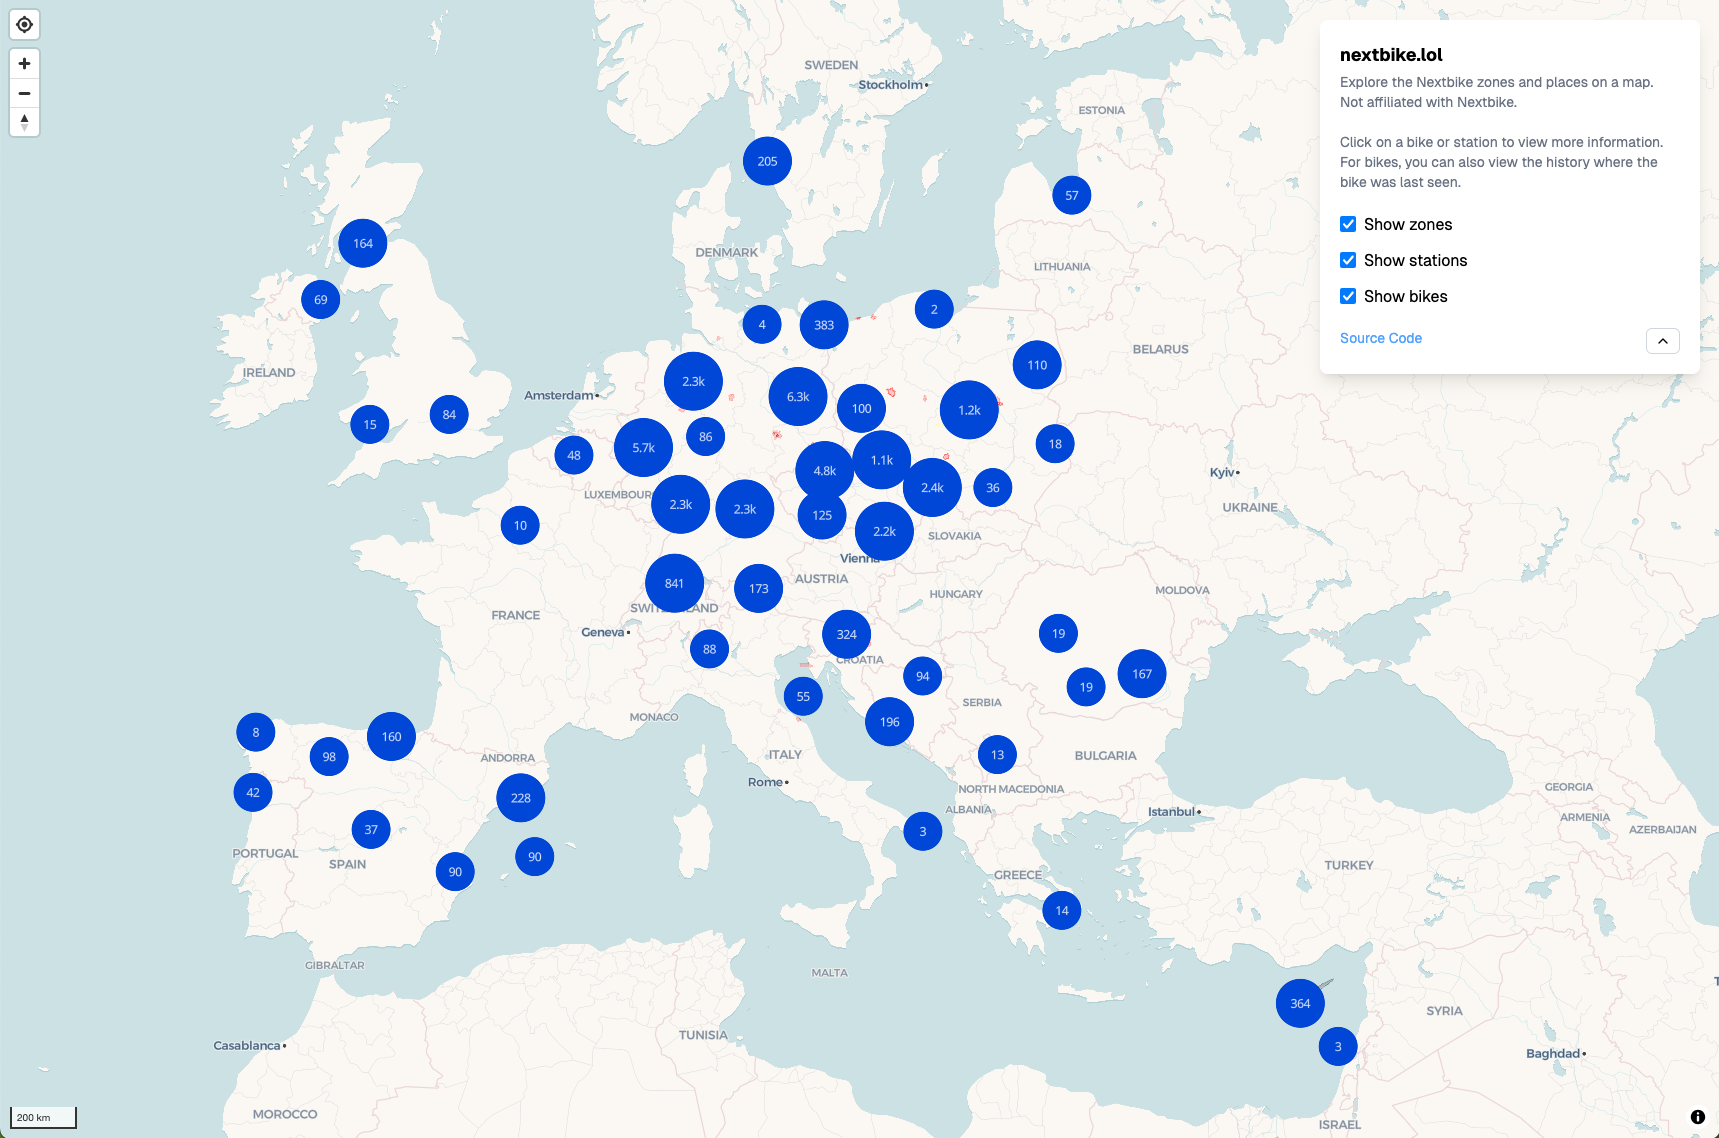 nextbike.lol
Explore the Nextbike zones and places on a map.
Not affiliated with Nextbike.
Click on a bike or station to view more information.
For bikes, you can also view the history where the
bike was last seen.
Show zones
Show stations
Show bikes
Source Code
SWEDEN
Stockholm
ESTONIA
205
57
164
DENMARK
LITHUANIA
69
2
4
383
BELARUS
110
IRELAND
2.3k
Amsterdam
6.3k
100
1.2k
84
15
86
18
5.7k
48
1.1k
4.8k
Kyiv
2.4k
36
LUXEMBOUR
2.3k
2.3k
UKRAINE
125
10
2.2k
SLOVAKIA
Vienna
AUSTRIA
841
173
MOLDOVA
HUNGARY
SWITZERLAND
FRANCE
Geneva
324
19
88
CROATIA
94
167
19
55
SERBIA
MONACO
196
8
160
98
ANDORRA
ITALY
13
BULGARIA
Rome
NORTH MACEDONIA
GEORGIA
42
228
ALBANIA
Istanbul
ARMENIA
AZERBAIJAN
37
3
PORTUGAL
SPAIN
90
90
GREECE
TURKEY
14
GIBRALTAR
MALTA
364
SYRIA
TUNISIA
Casablanca
3
Baghdad
MOROCCO
200 km
ISRAEL